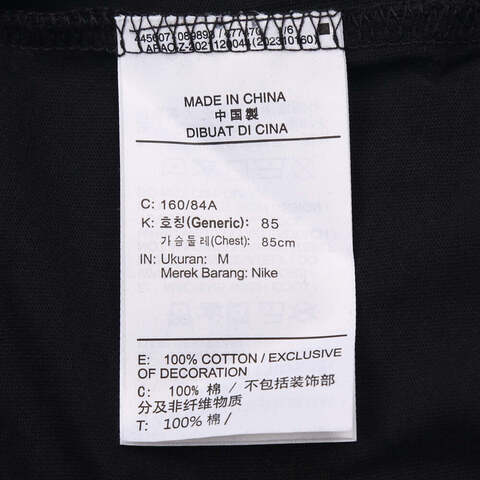 MADE IN CHINA
中国製
DIBUAT DI CINA
C: 160/84A
K: 호칭(Generic): 85
가슴둘레(Chest): 85cm
IN: Ukuran: M
Merek Barang: Nike
E: 100% COTTON / EXCLUSIVE
OF DECORATION
C: 100% 棉 / 不包括装饰部
分及非纤维物质
T: 100% 棉 /